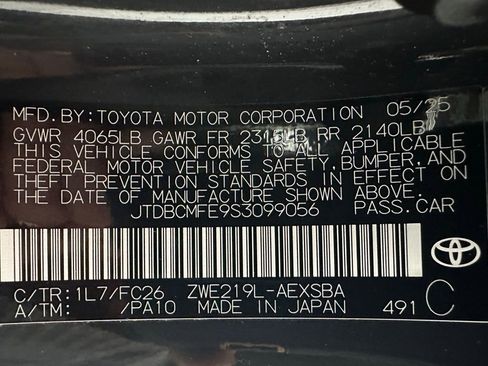 MFD.BY:TOYOTA MOTOR CORPORATION 05/25
GVWR 4065LB GAWR FR 2315LB RR 2140LB
THIS VEHICLE CONFORMS TO ALL APPLICABLE
FEDERAL MOTOR VEHICLE SAFETY, BUMPER, AND
THEFT PREVENTION STANDARDS IN EFFECT ON
THE DATE OF MANUFACTURE SHOWN ABOVE.
JTDBCMFE9S3099056 PASS.CAR
C/TR:1L7/FC26 ZWE219L-AEXSBA
A/TM: /PA10 MADE IN JAPAN 491 C